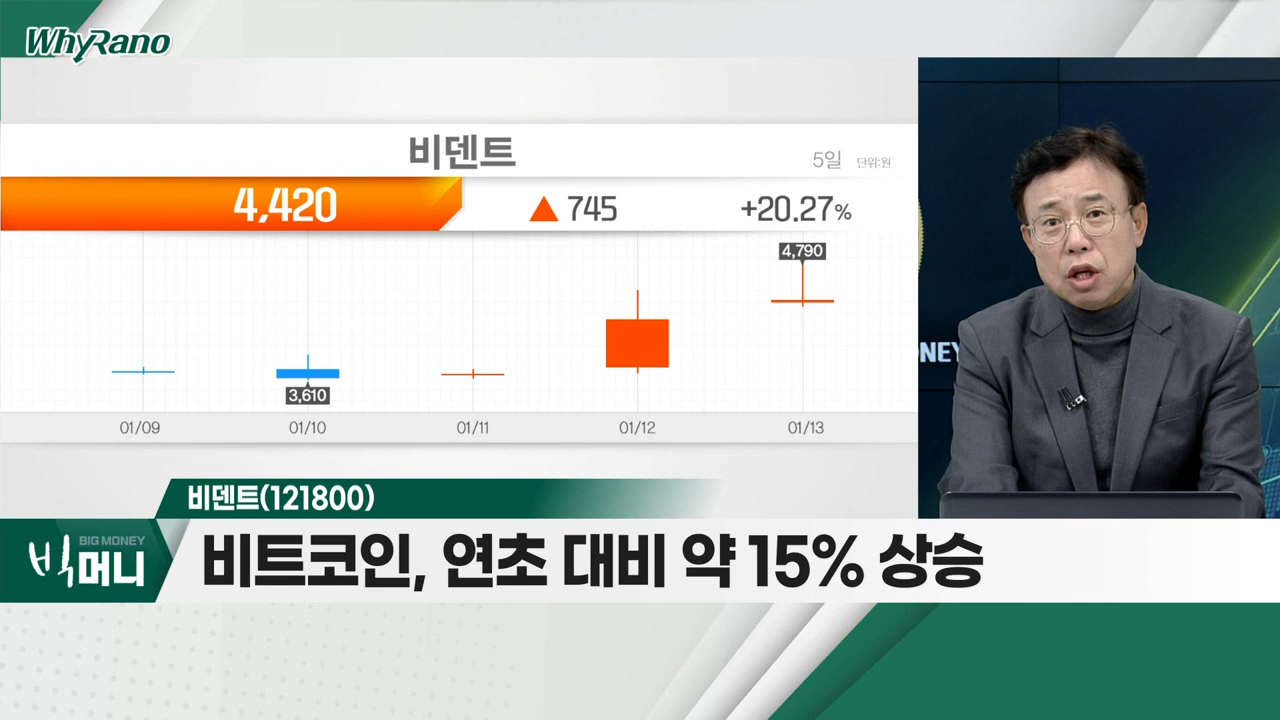 WhyRano
비덴트
5일 단위:원
4,420 ▲ 745 +20.27%
4,790
3,610
01/09 01/10 01/11 01/12 01/13
NEY
비덴트(121800)
BIG MONEY
빅머니
비트코인, 연초 대비 약 15% 상승